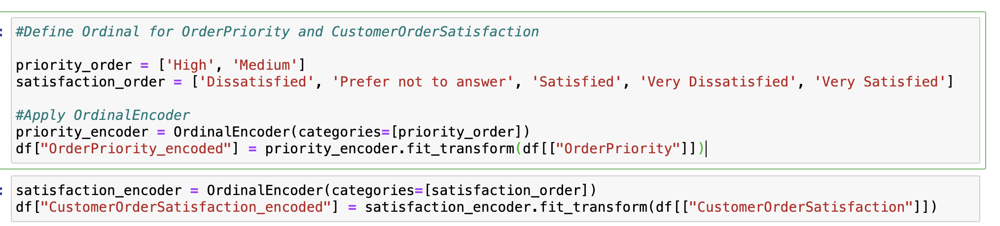 #Define Ordinal for OrderPriority and CustomerOrderSatisfaction
priority_order = ['High', 'Medium']
satisfaction_order = ['Dissatisfied', 'Prefer not to answer', 'Satisfied', 'Very Dissatisfied', 'Very Satisfied']
#Apply OrdinalEncoder
priority_encoder = OrdinalEncoder(categories=[priority_order])
df["OrderPriority_encoded"] = priority_encoder.fit_transform(df[["OrderPriority"]])
satisfaction_encoder = OrdinalEncoder(categories=[satisfaction_order])
df["CustomerOrderSatisfaction_encoded"] = satisfaction_encoder.fit_transform(df[["CustomerOrderSatisfaction"]])